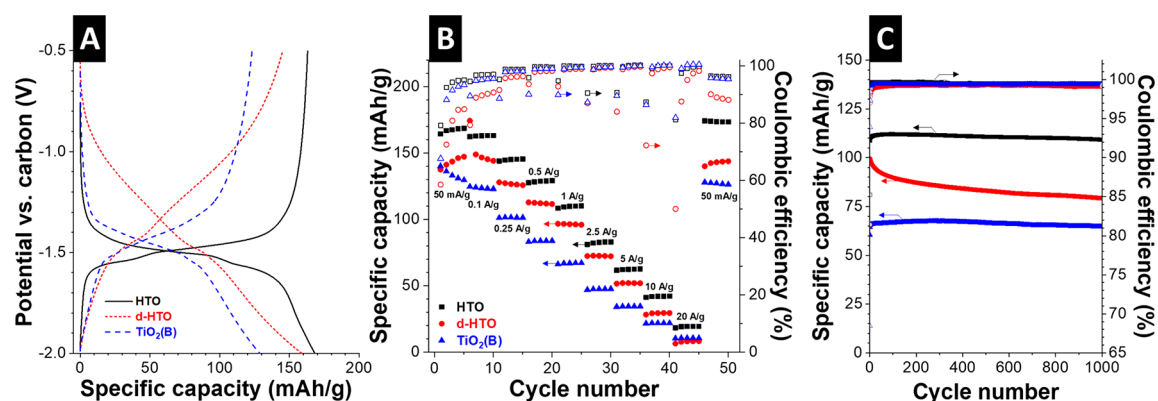 A
Potential vs. carbon (V)
-0.5
-1.0
-1.5
-2.0
HTO
d-HTO
TiO₂(B)
0 40 80 120 160 200
Specific capacity (mAh/g)
B
Specific capacity (mAh/g)
200
150
100
50
0
50 mA/g
0.1 A/g
0.25 A/g
0.5 A/g
1 A/g
2.5 A/g
5 A/g
10 A/g
20 A/g
50 mA/g
HTO
d-HTO
TiO₂(B)
0 10 20 30 40 50
Cycle number
100
80
60
40
20
0
Coulombic efficiency (%)
C
Specific capacity (mAh/g)
150
125
100
75
50
25
0
0 200 400 600 800 1000
Cycle number
100
95
90
85
80
75
70
65
Coulombic efficiency (%)